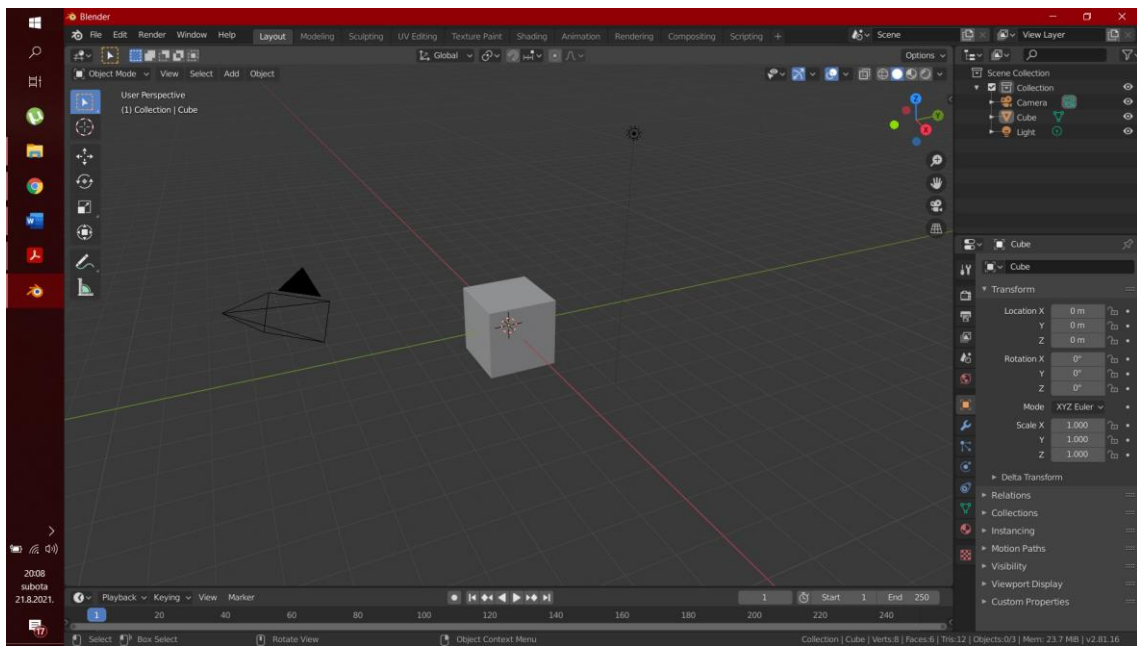 Blender
File Edit Render Window Help Layout Modeling Sculpting UV Editing Texture Paint Shading Animation Rendering Compositing Scripting + Scene View Layer
Global Options
Object Mode View Select Add Object
User Perspective
(1) Collection | Cube
Z
Y
X
Scene Collection
Collection
Camera
Cube
Light
Cube
Cube
Transform
Location X 0 m
Y 0 m
Z 0 m
Rotation X 0°
Y 0°
Z 0°
Mode XYZ Euler
Scale X 1.000
Y 1.000
Z 1.000
Delta Transform
Relations
Collections
Instancing
Motion Paths
Visibility
Viewport Display
Custom Properties
20:08
subota
21.8.2021.
17
Playback Keying View Marker 1 Start 1 End 250
1 20 40 60 80 100 120 140 160 180 200 220 240
Select Box Select Rotate View Object Context Menu Collection | Cube | Verts:8 | Faces:6 | Tris:12 | Objects:0/3 | Mem: 23.7 MiB | v2.81.16